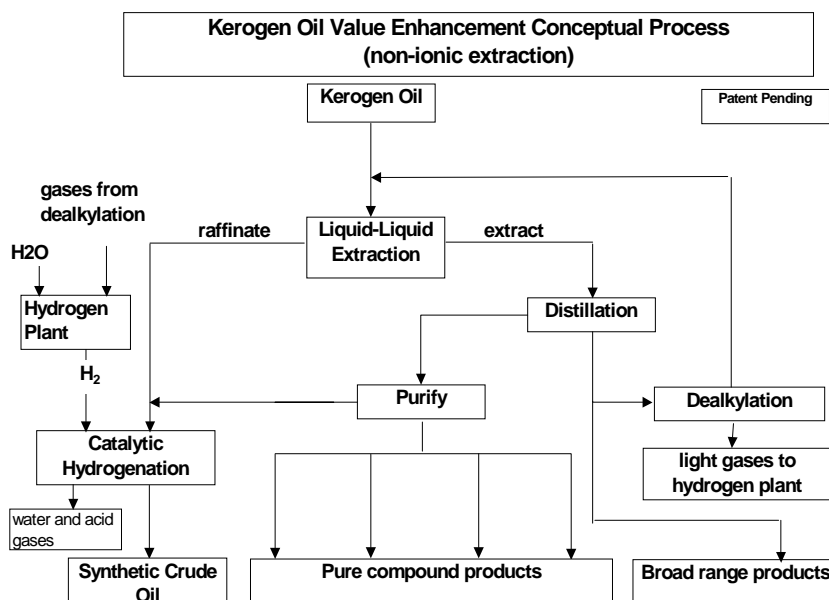 Kerogen Oil Value Enhancement Conceptual Process
(non-ionic extraction)
Kerogen Oil
Patent Pending
gases from
dealkylation
raffinate
Liquid-Liquid
Extraction
extract
H2O
Hydrogen
Plant
Distillation
H₂
Purify
Dealkylation
Catalytic
Hydrogenation
light gases to
hydrogen plant
water and acid
gases
Synthetic Crude
Oil
Pure compound products
Broad range products